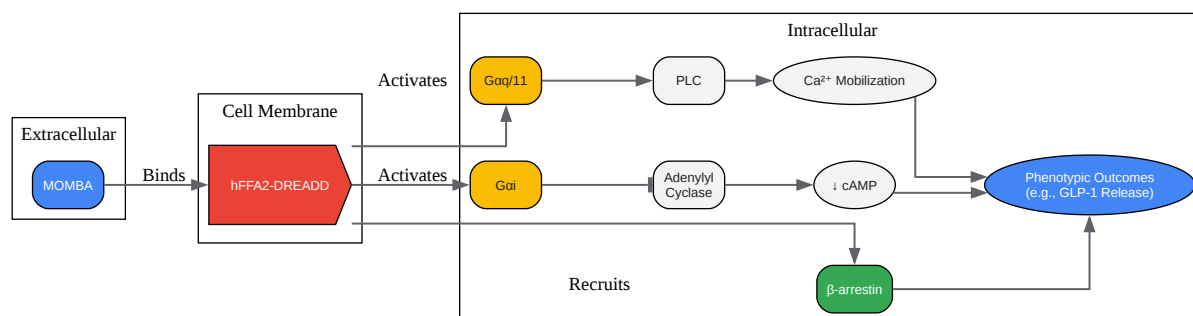 Intracellular
Activates
Gαq/11
PLC
Ca²⁺ Mobilization
Cell Membrane
Extracellular
MOMBA
Binds
hFFA2-DREADD
Activates
Gαi
Adenylyl
Cyclase
↓ cAMP
Phenotypic Outcomes
(e.g., GLP-1 Release)
Recruits
β-arrestin